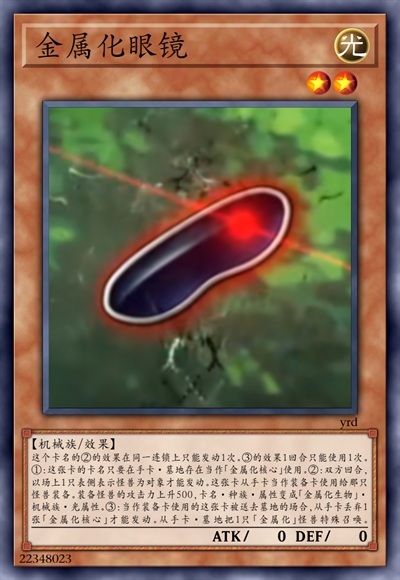 金属化眼镜
光
yrd
【机械族/效果】
这个卡名的②的效果在同一连锁上只能发动1次。③的效果1回合只能使用1次。
①:这张卡的卡名只要在手卡・墓地存在当作「金属化核心」使用。②:双方回合,
以场上1只表侧表示怪兽为对象才能发动。这张卡从手卡当作装备卡使用给那只
怪兽装备。装备怪兽的攻击力上升500,卡名・种族・属性变成「金属化生物」・
机械族・光属性。③:当作装备卡使用的这张卡被送去墓地的场合,从手卡丢弃1
张「金属化核心」才能发动。从手卡・墓地把1只「金属化」怪兽特殊召唤。
ATK/ 0 DEF/ 0
22348023